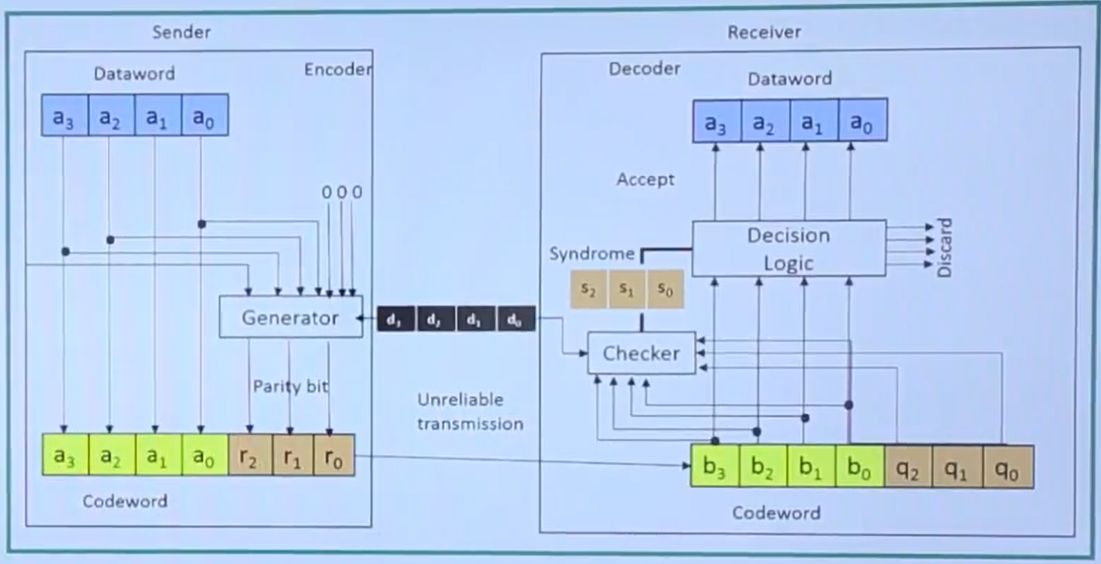 Sender
Receiver
Dataword
Encoder
Decoder
Dataword
a3 a2 a1 a0
a3 a2 a1 a0
Accept
0 0 0
Decision
Logic
Discard
Syndrome
s2 s1 s0
Generator
d3 d2 d1 d0
Checker
Parity bit
Unreliable
transmission
a3 a2 a1 a0 r2 r1 r0
b3 b2 b1 b0 q2 q1 q0
Codeword
Codeword